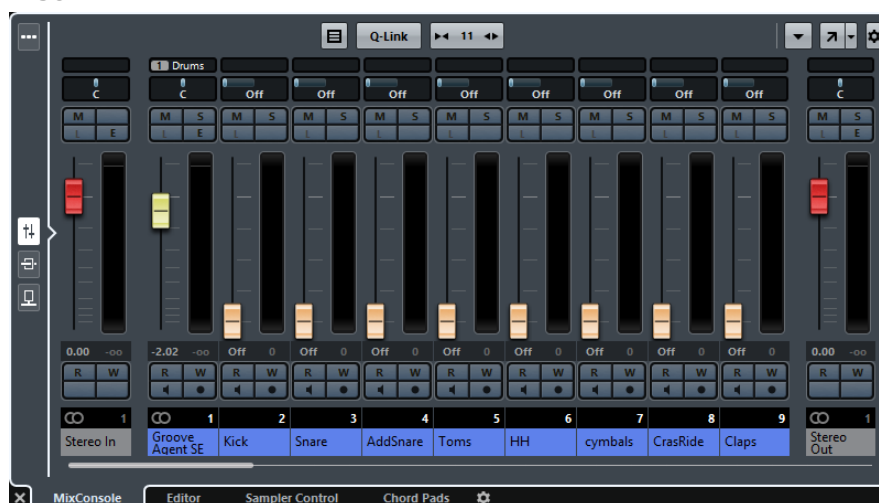 Q-Link 11
1 Drums
C C Off Off Off Off Off Off Off Off C
M M S M S M S M S M S M S M S M S M S M
L E L E L L L L L L L L L E
0.00 -oo -2.02 -oo Off 0 Off 0 Off 0 Off 0 Off 0 Off 0 Off 0 Off 0 0.00 -oo
R W R W R W R W R W R W R W R W R W R W R W
1 1 2 3 4 5 6 7 8 9 1
Stereo In Groove Agent SE Kick Snare AddSnare Toms HH cymbals CrasRide Claps Stereo Out
MixConsole Editor Sampler Control Chord Pads